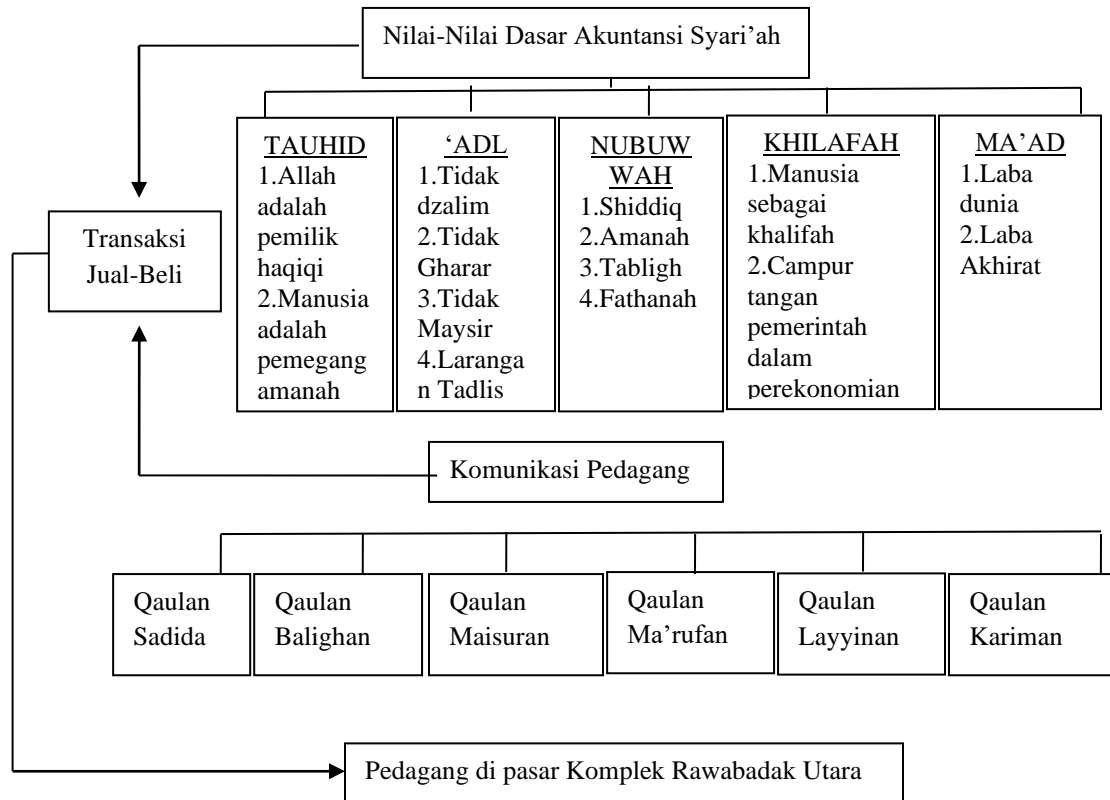 Nilai-Nilai Dasar Akuntansi Syari’ah
TAUHID
1.Allah
adalah
pemilik
haqiqi
2.Manusia
adalah
pemegang
amanah
‘ADL
1.Tidak
dzalim
2.Tidak
Gharar
3.Tidak
Maysir
4.Laranga
n Tadlis
NUBUW
WAH
1.Shiddiq
2.Amanah
3.Tabligh
4.Fathanah
KHILAFAH
1.Manusia
sebagai
khalifah
2.Campur
tangan
pemerintah
dalam
perekonomian
MA’AD
1.Laba
dunia
2.Laba
Akhirat
Transaksi
Jual-Beli
Komunikasi Pedagang
Qaulan
Sadida
Qaulan
Balighan
Qaulan
Maisuran
Qaulan
Ma’rufan
Qaulan
Layyinan
Qaulan
Kariman
Pedagang di pasar Komplek Rawabadak Utara